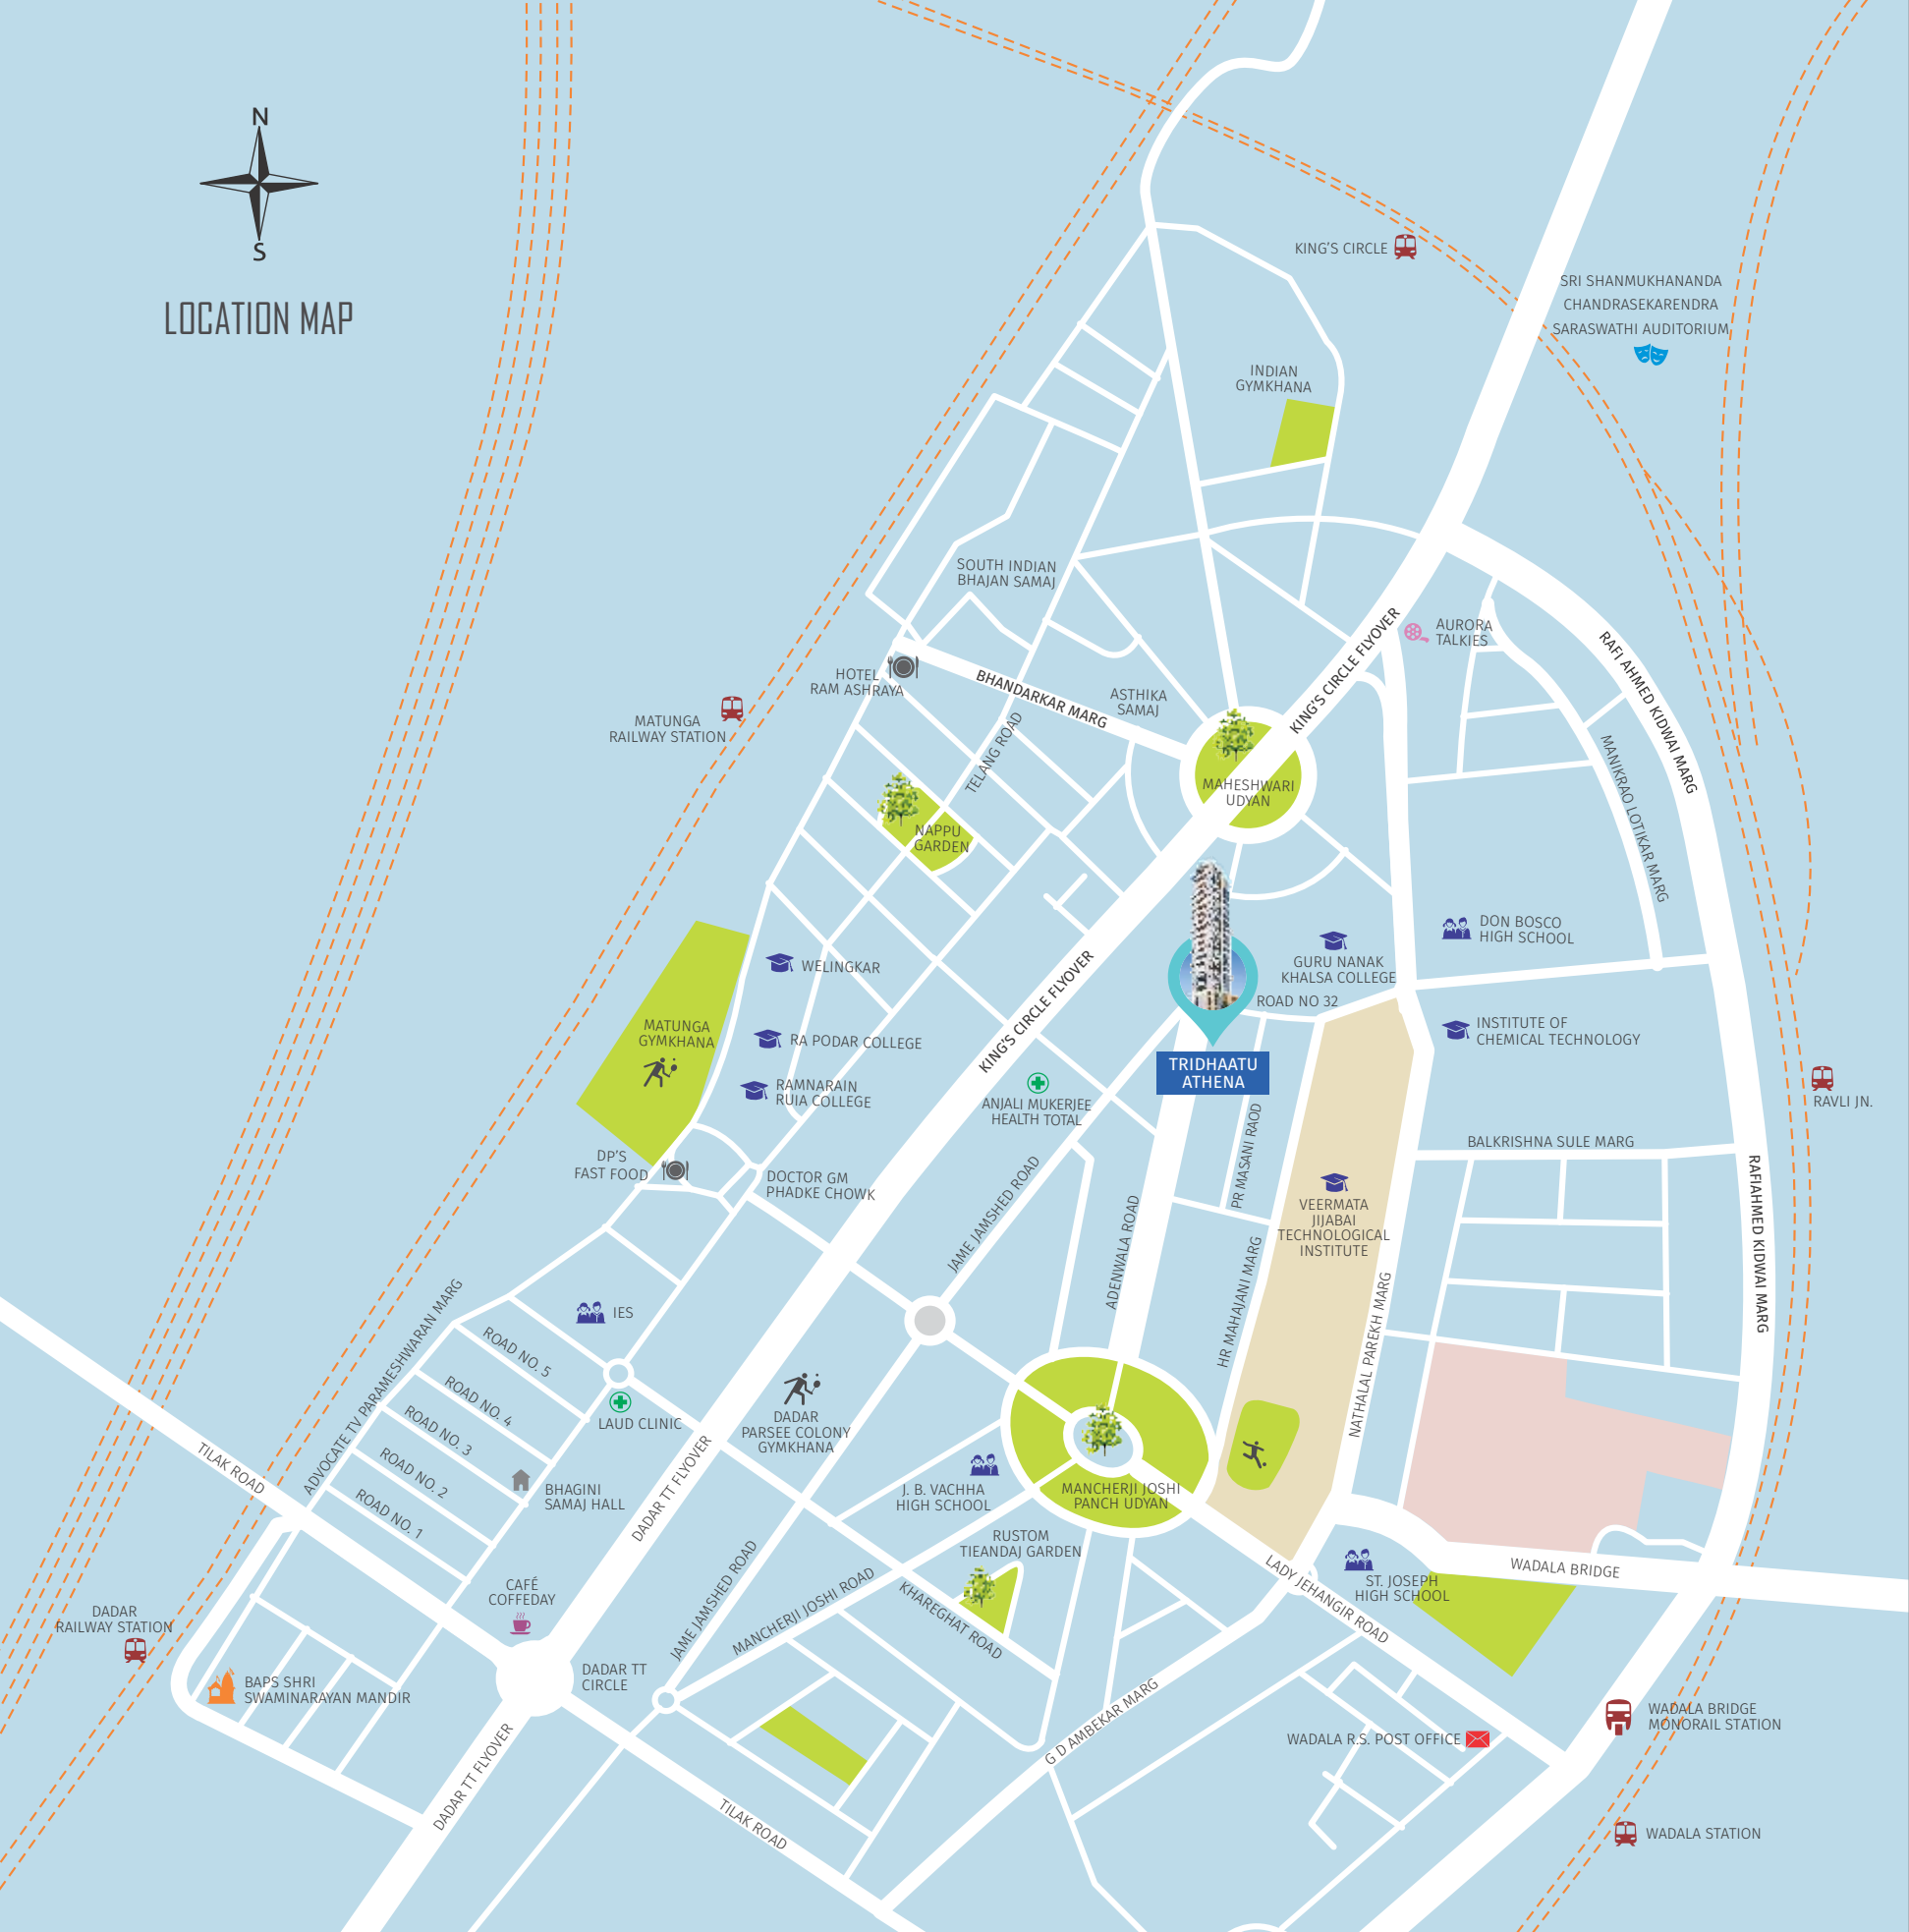 N
S
LOCATION MAP
KING'S CIRCLE
SRI SHANMUKHANANDA
CHANDRASEKARENDRA
SARASWATHI AUDITORIUM
INDIAN
GYMKHANA
SOUTH INDIAN
BHAJAN SAMAJ
KING'S CIRCLE FLYOVER
AURORA
TALKIES
RAFI AHMED KIDWAI MARG
HOTEL
RAM ASHRAYA
BHANDARKAR MARG
ASTHIKA
SAMAJ
MATUNGA
RAILWAY STATION
TELANG ROAD
MAHESHWARI
UDYAN
MANIKRAO LOTIKAR MARG
NAPPU
GARDEN
DON BOSCO
HIGH SCHOOL
WELINGKAR
KING'S CIRCLE FLYOVER
GURU NANAK
KHALSA COLLEGE
ROAD NO 32
MATUNGA
GYMKHANA
RA PODAR COLLEGE
INSTITUTE OF
CHEMICAL TECHNOLOGY
TRIDHAATU
ATHENA
RAMNARAIN
RUIA COLLEGE
ANJALI MUKERJEE
HEALTH TOTAL
RAVLI JN.
BALKRISHNA SULE MARG
PR MASANI RAOD
DP'S
FAST FOOD
DOCTOR GM
PHADKE CHOWK
JAME JAMSHED ROAD
ADENWALA ROAD
VEERMATA
JIJABAI
TECHNOLOGICAL
INSTITUTE
RAFIAHMED KIDWAI MARG
HR MAHAJANI MARG
NATHALAL PAREKH MARG
ADVOCATE TV PARAMESHWARAN MARG
IES
ROAD NO. 5
ROAD NO. 4
ROAD NO. 3
ROAD NO. 2
ROAD NO. 1
LAUD CLINIC
DADAR
PARSEE COLONY
GYMKHANA
TILAK ROAD
DADAR TT FLYOVER
BHAGINI
SAMAJ HALL
J. B. VACHHA
HIGH SCHOOL
MANCHERJI JOSHI
PANCH UDYAN
RUSTOM
TIEANDAJ GARDEN
LADY JEHANGIR ROAD
ST. JOSEPH
HIGH SCHOOL
WADALA BRIDGE
CAFÉ
COFFEDAY
JAME JAMSHED ROAD
MANCHERJI JOSHI ROAD
KHAREGHAT ROAD
DADAR
RAILWAY STATION
BAPS SHRI
SWAMINARAYAN MANDIR
DADAR TT
CIRCLE
G D AMBEKAR MARG
WADALA R.S. POST OFFICE
WADALA BRIDGE
MONORAIL STATION
DADAR TT FLYOVER
TILAK ROAD
WADALA STATION